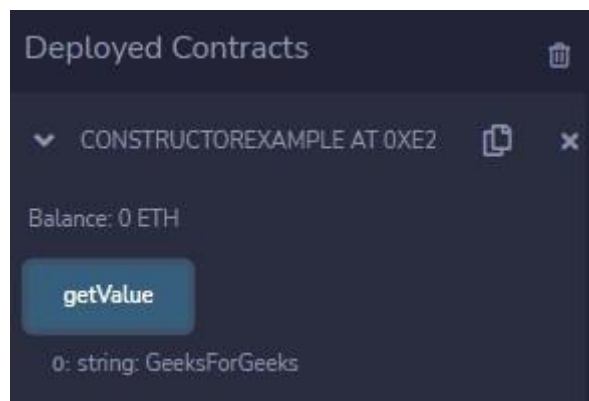 Deployed Contracts
CONSTRUCTOREXAMPLE AT 0XE2
Balance: 0 ETH
getValue
0: string: GeeksForGeeks